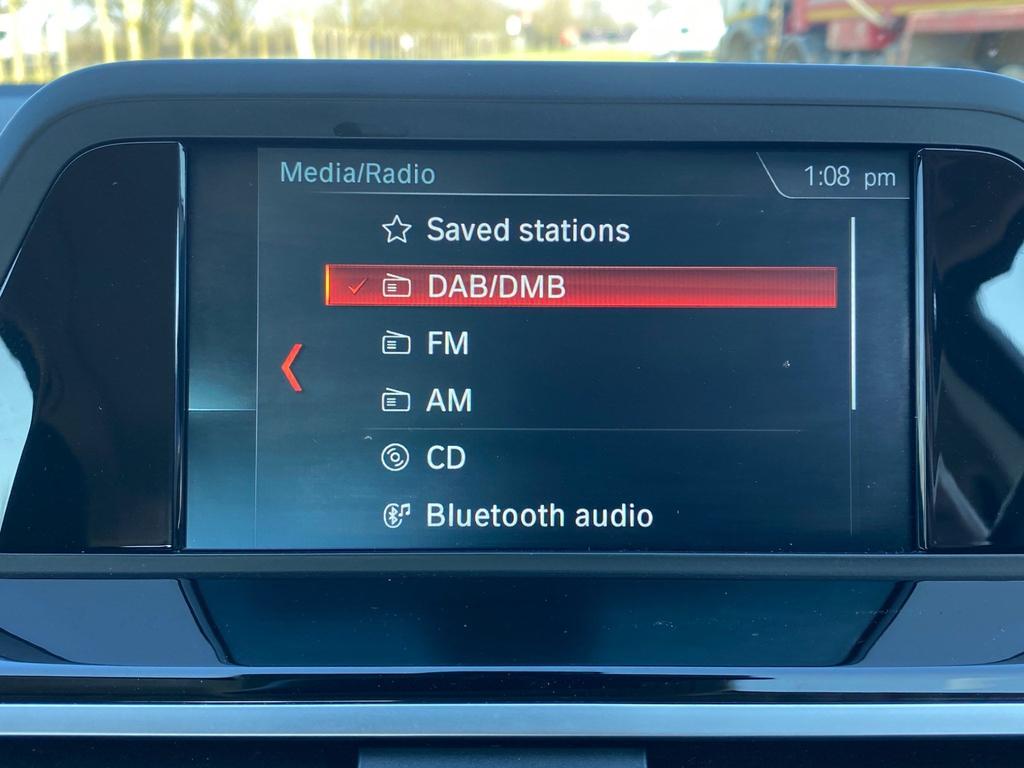 Media/Radio
1:08 pm
Saved stations
DAB/DMB
FM
AM
CD
Bluetooth audio